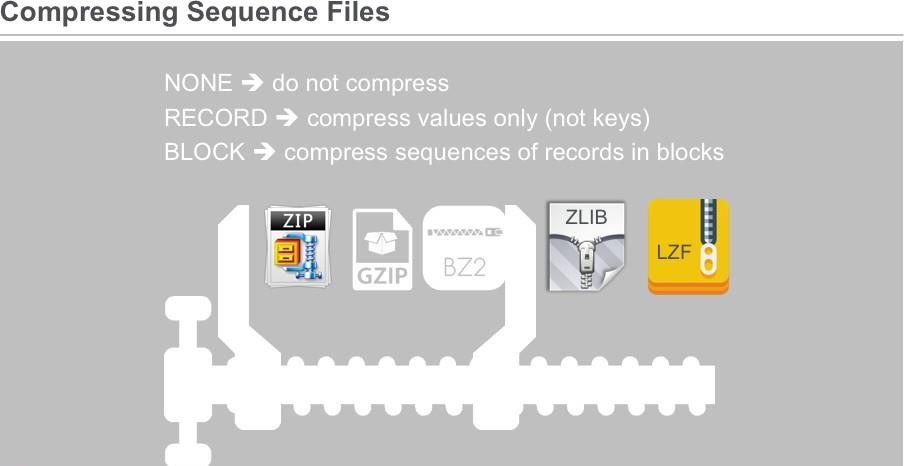 Compressing Sequence Files
NONE ➔ do not compress
RECORD ➔ compress values only (not keys)
BLOCK ➔ compress sequences of records in blocks
ZIP
GZIP
BZ2
ZLIB
LZF